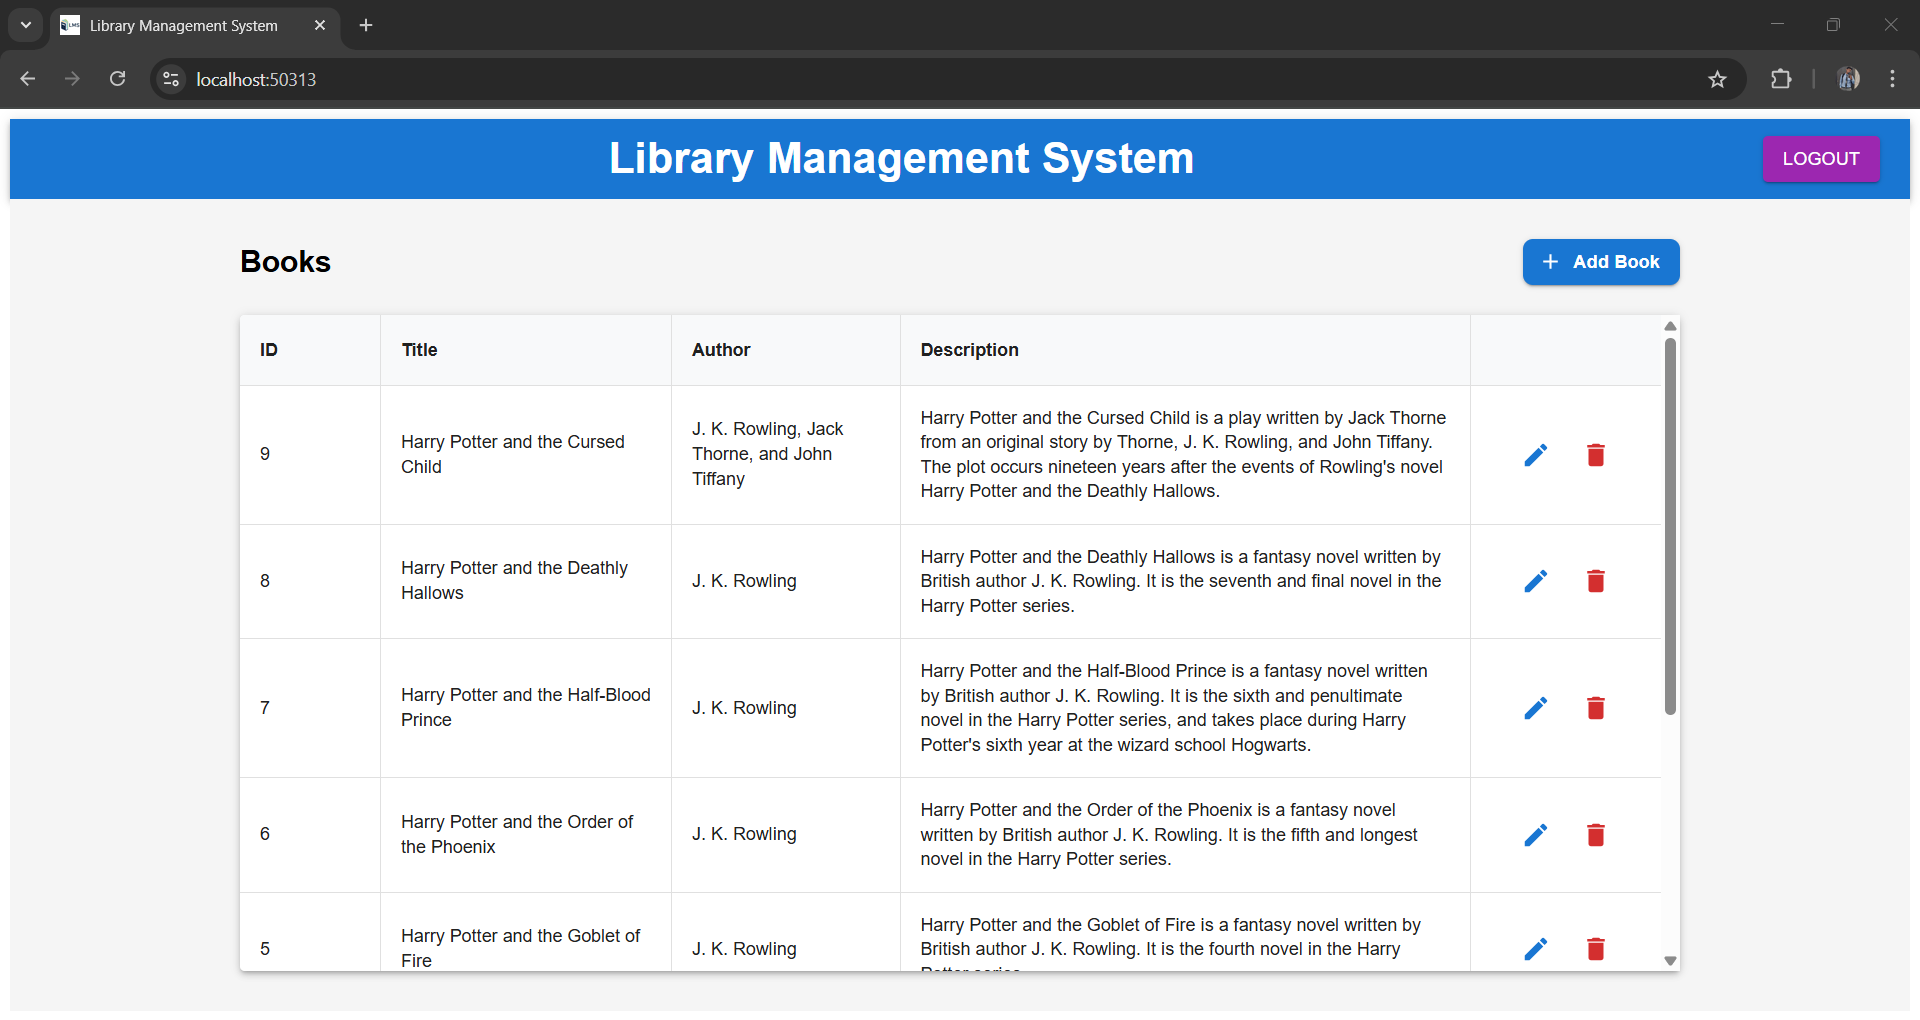 Library Management System
localhost:50313
Library Management System
LOGOUT
Books
+ Add Book
ID Title Author Description
9
Harry Potter and the Cursed
Child
J. K. Rowling, Jack
Thorne, and John
Tiffany
Harry Potter and the Cursed Child is a play written by Jack Thorne
from an original story by Thorne, J. K. Rowling, and John Tiffany.
The plot occurs nineteen years after the events of Rowling's novel
Harry Potter and the Deathly Hallows.
8
Harry Potter and the Deathly
Hallows
J. K. Rowling
Harry Potter and the Deathly Hallows is a fantasy novel written by
British author J. K. Rowling. It is the seventh and final novel in the
Harry Potter series.
7
Harry Potter and the Half-Blood
Prince
J. K. Rowling
Harry Potter and the Half-Blood Prince is a fantasy novel written
by British author J. K. Rowling. It is the sixth and penultimate
novel in the Harry Potter series, and takes place during Harry
Potter's sixth year at the wizard school Hogwarts.
6
Harry Potter and the Order of
the Phoenix
J. K. Rowling
Harry Potter and the Order of the Phoenix is a fantasy novel
written by British author J. K. Rowling. It is the fifth and longest
novel in the Harry Potter series.
5
Harry Potter and the Goblet of
Fire
J. K. Rowling
Harry Potter and the Goblet of Fire is a fantasy novel written by
British author J. K. Rowling. It is the fourth novel in the Harry